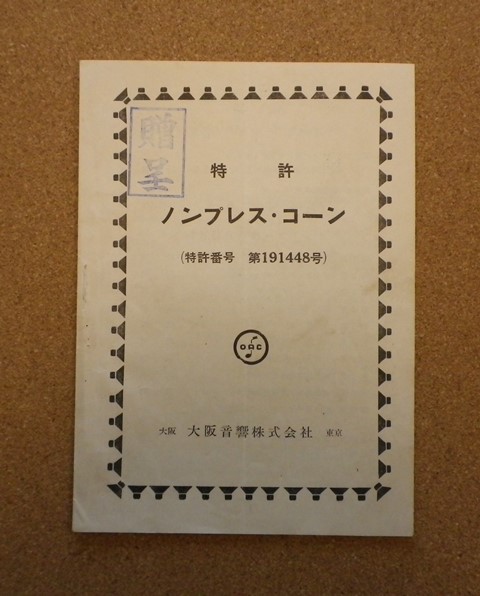 贈呈
特許
ノンプレス・コーン
(特許番号 第191448号)
OAC
大阪 大阪音響株式会社 東京